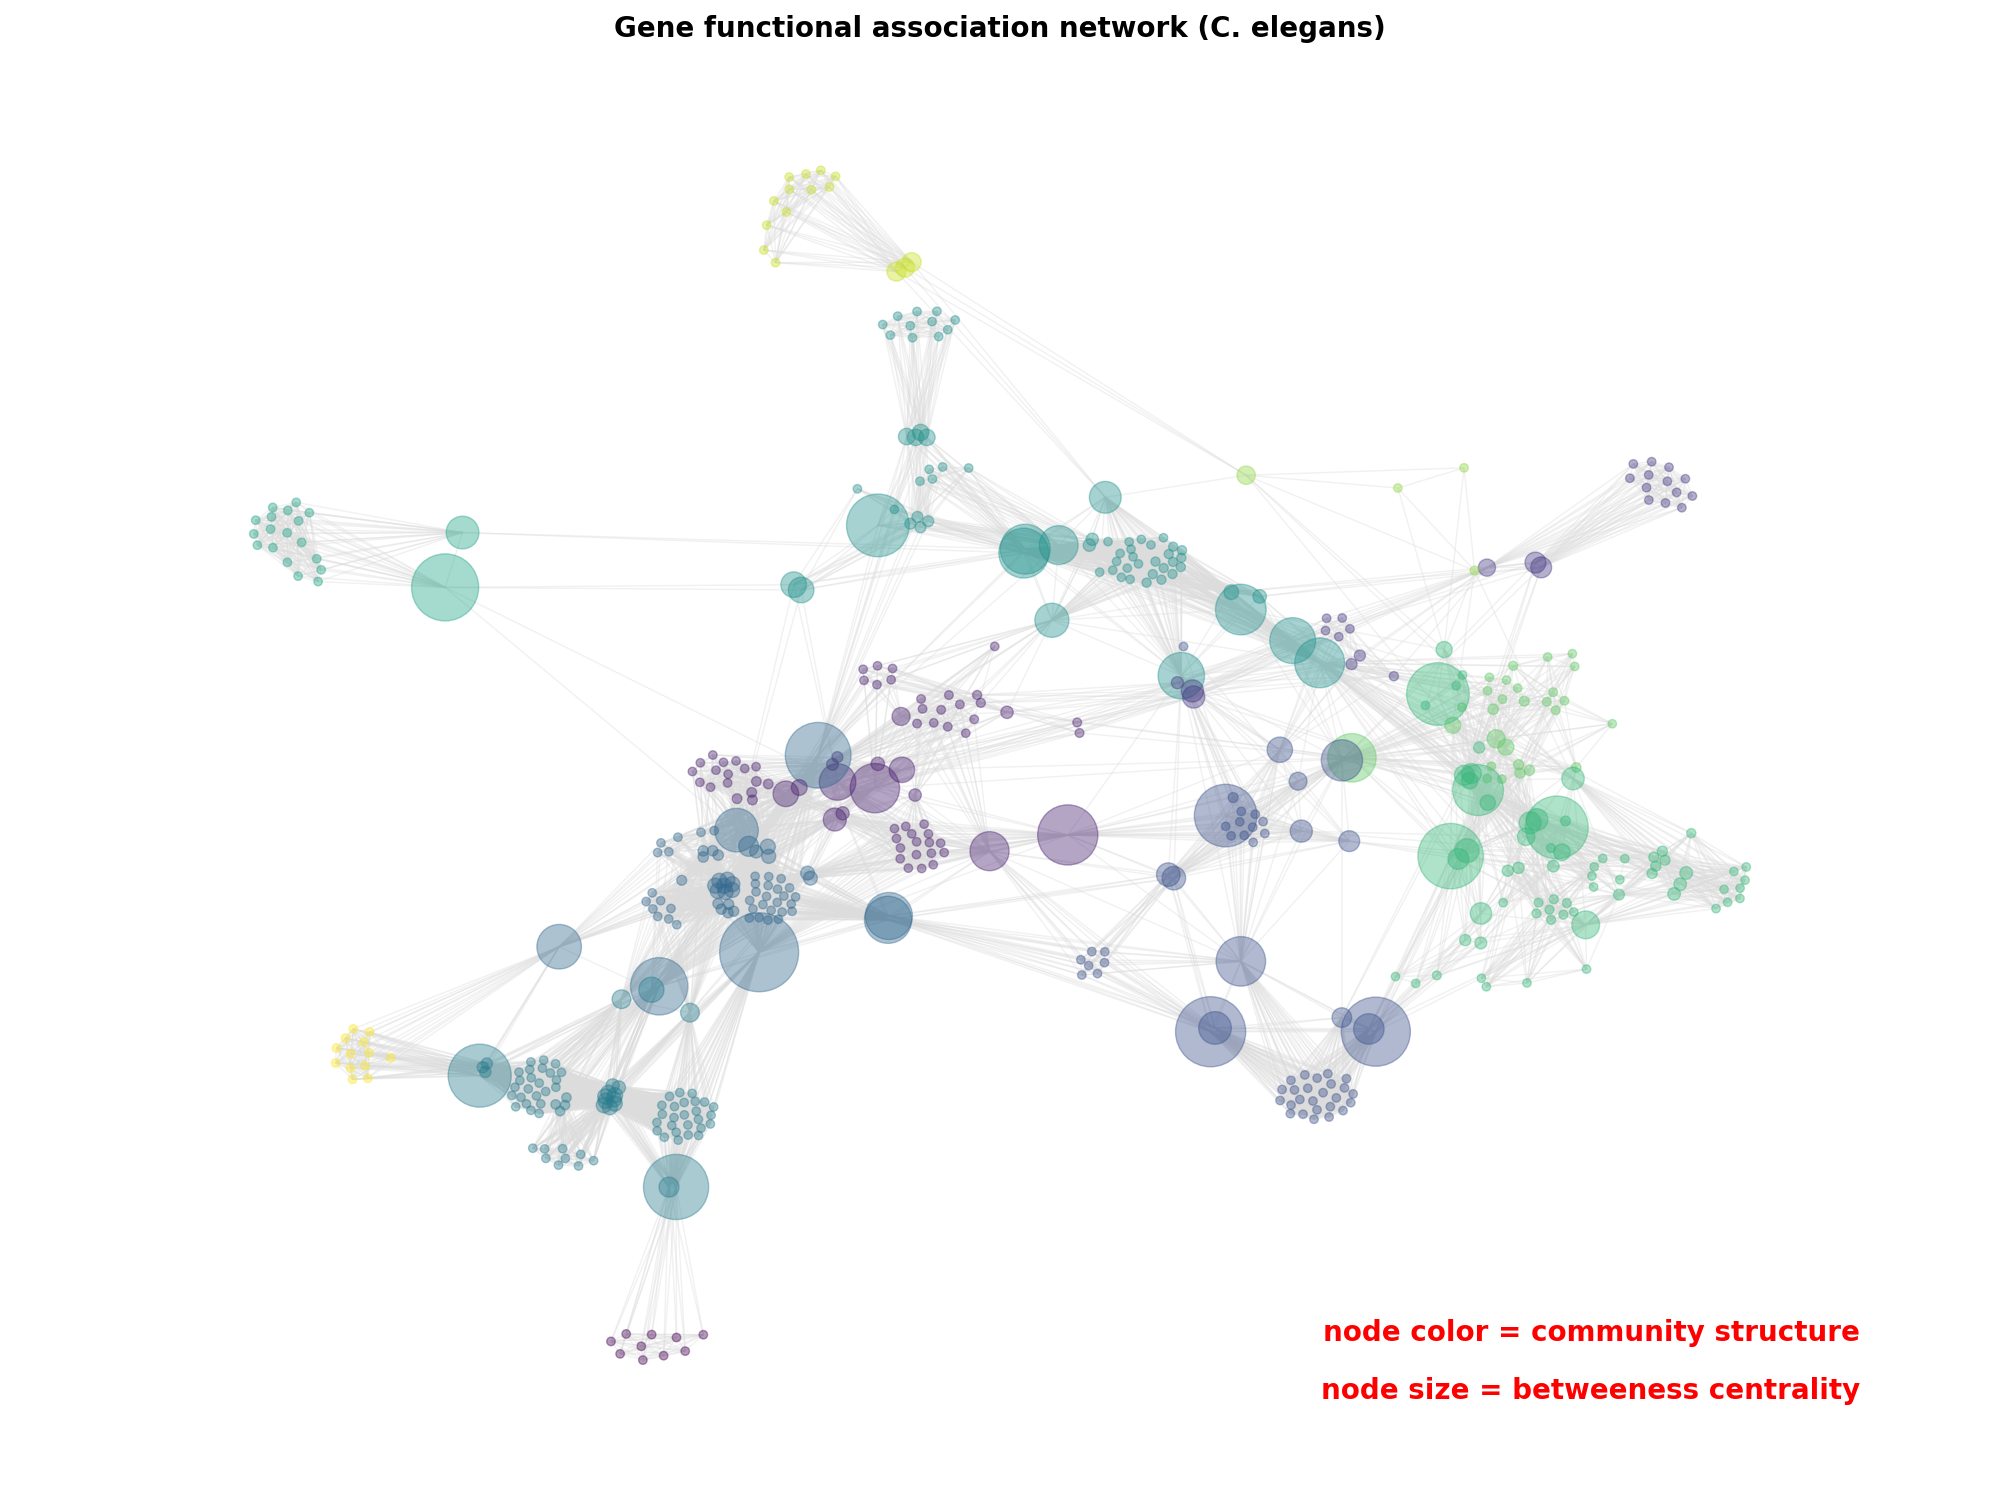 Gene functional association network (C. elegans)
node color = community structure
node size = betweeness centrality